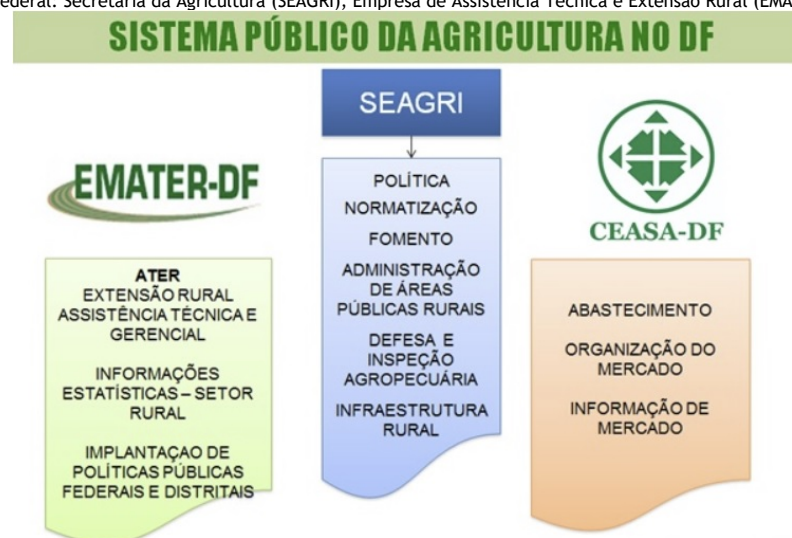 ederal: Secretaria da Agricultura (SEAGRI), Empresa de Assistência Técnica e Extensão Rural (EMA
SISTEMA PÚBLICO DA AGRICULTURA NO DF
SEAGRI
EMATER-DF
CEASA-DF
ATER
EXTENSÃO RURAL
ASSISTÊNCIA TÉCNICA E
GERENCIAL
INFORMAÇÕES
ESTATÍSTICAS – SETOR
RURAL
IMPLANTAÇAO DE
POLÍTICAS PÚBLICAS
FEDERAIS E DISTRITAIS
POLÍTICA
NORMATIZAÇÃO
FOMENTO
ADMINISTRAÇÃO
DE ÁREAS
PÚBLICAS RURAIS
DEFESA E
INSPEÇÃO
AGROPECUÁRIA
INFRAESTRUTURA
RURAL
ABASTECIMENTO
ORGANIZAÇÃO DO
MERCADO
INFORMAÇÃO DE
MERCADO